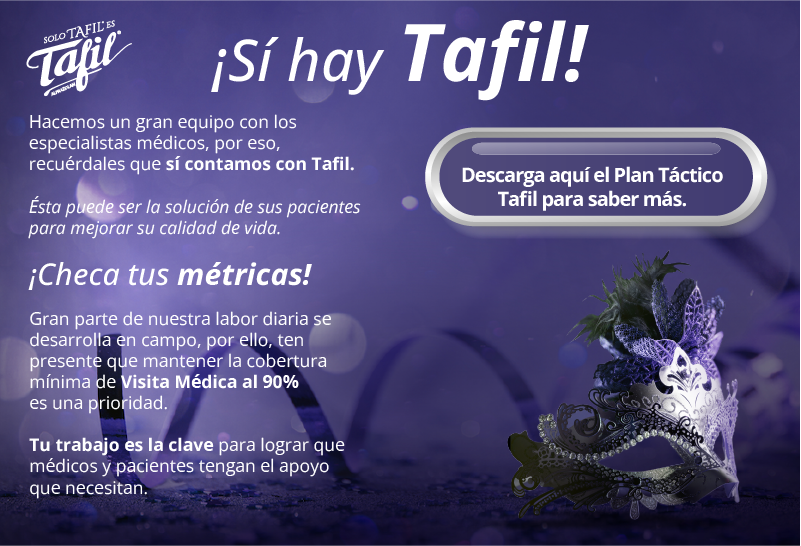 SOLO TAFIL ES
Tafil
ALPRAZOLAM
¡Sí hay Tafil!
Hacemos un gran equipo con los
especialistas médicos, por eso,
recuérdales que sí contamos con Tafil.
Ésta puede ser la solución de sus pacientes
para mejorar su calidad de vida.
¡Checa tus métricas!
Gran parte de nuestra labor diaria se
desarrolla en campo, por ello, ten
presente que mantener la cobertura
mínima de Visita Médica al 90%
es una prioridad.
Tu trabajo es la clave para lograr que
médicos y pacientes tengan el apoyo
que necesitan.
Descarga aquí el Plan Táctico
Tafil para saber más.